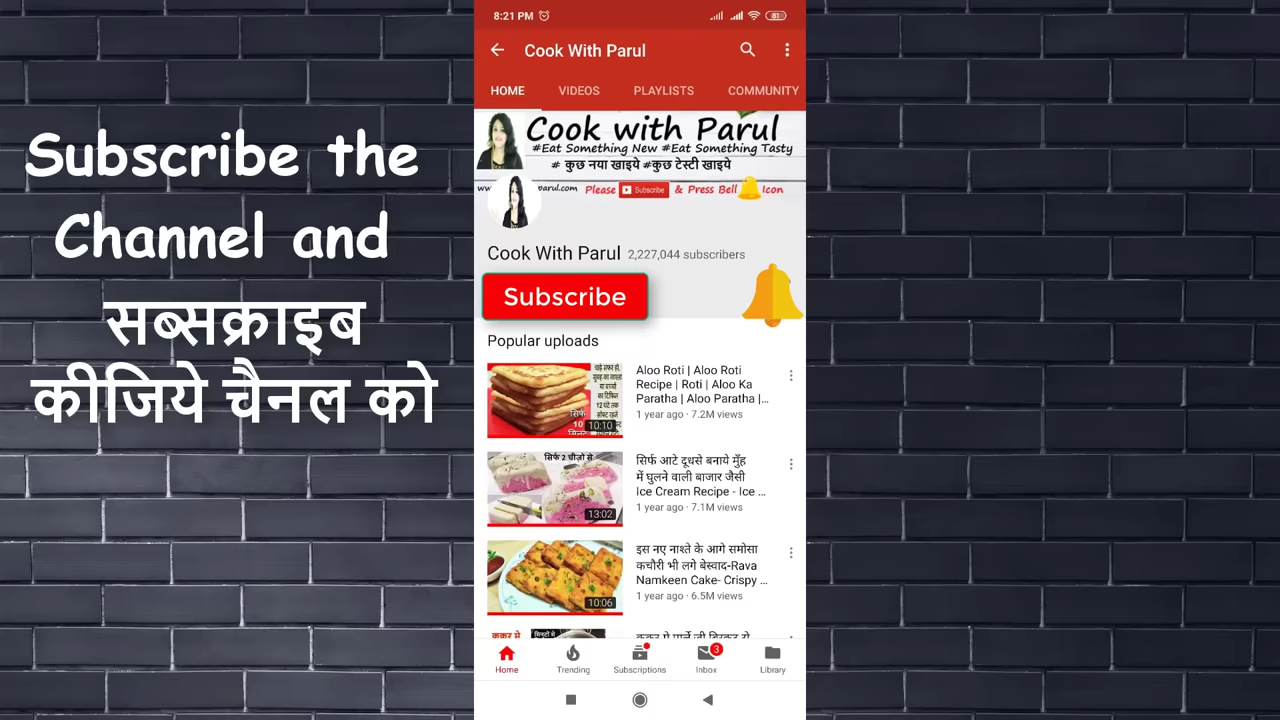 Subscribe the
Channel and
सब्सक्राइब
कीजिये चैनल को
8:21 PM
81
Cook With Parul
HOME VIDEOS PLAYLISTS COMMUNITY
Cook with Parul
#Eat Something New #Eat Something Tasty
# कुछ नया खाइये #कुछ टेस्टी खाइये
Please Subscribe & Press Bell Icon
Cook With Parul 2,227,044 subscribers
Subscribe
Popular uploads
10:10
Aloo Roti | Aloo Roti
Recipe | Roti | Aloo Ka
Paratha | Aloo Paratha |...
1 year ago · 7.2M views
सिर्फ 2 चीज़ो से
13:02
सिर्फ आटे दूधसे बनाये मुँह
में घुलने वाली बाजार जैसी
Ice Cream Recipe - Ice ...
1 year ago · 7.1M views
10:06
इस नए नाश्ते के आगे समोसा
कचौरी भी लगे बेस्वाद-Rava
Namkeen Cake- Crispy ...
1 year ago · 6.5M views
3
Home Trending Subscriptions Inbox Library